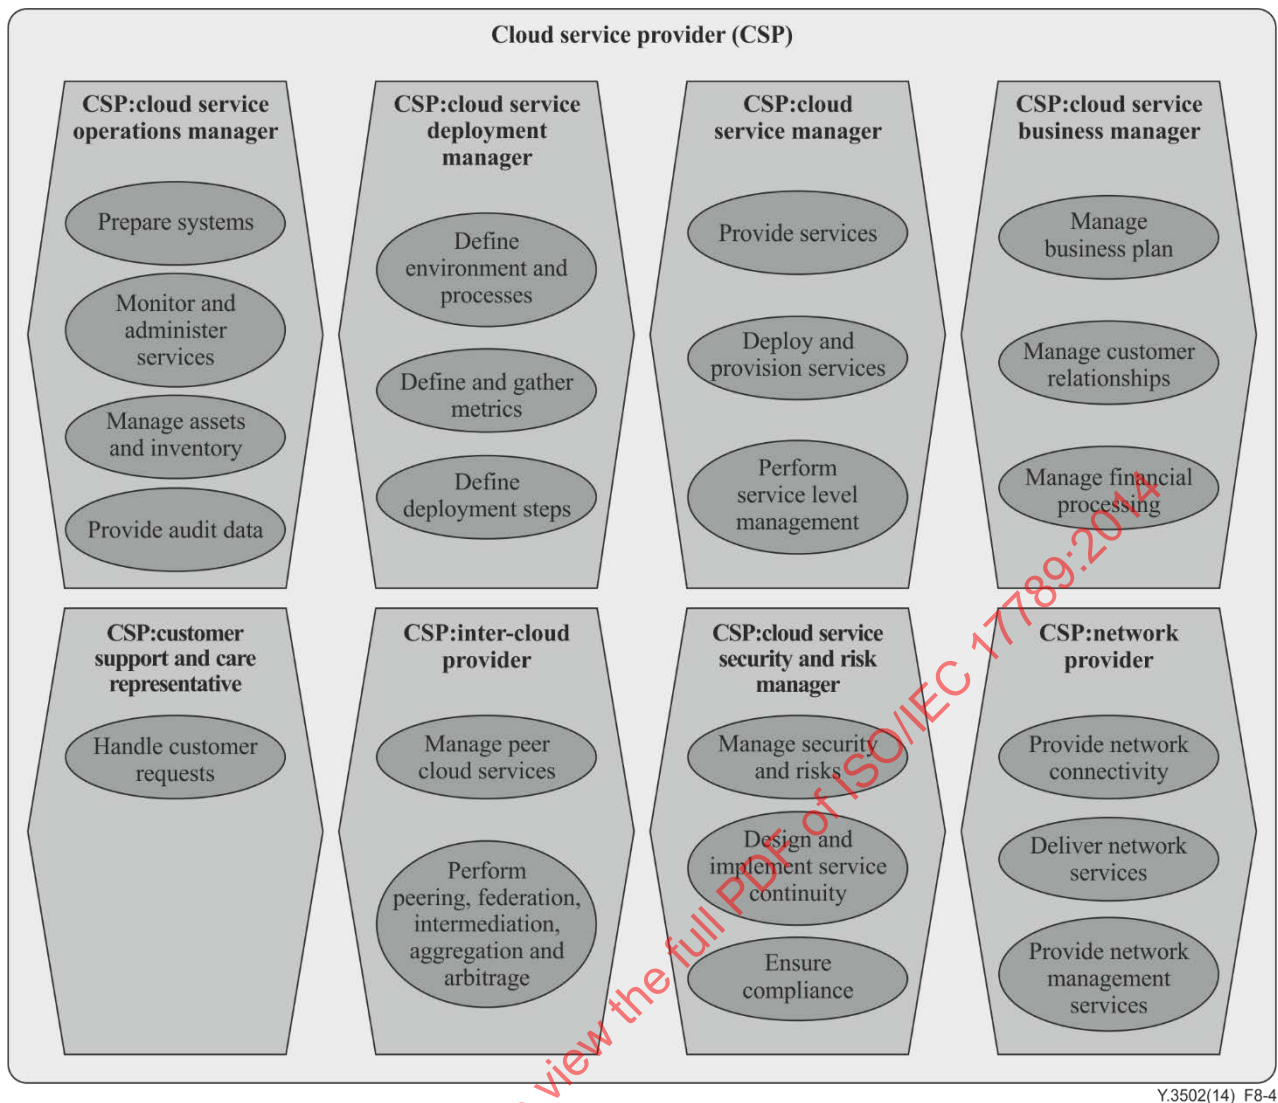 Cloud service provider (CSP)
CSP:cloud service
operations manager
Prepare systems
Monitor and
administer
services
Manage assets
and inventory
Provide audit data
CSP:cloud service
deployment
manager
Define
environment and
processes
Define and gather
metrics
Define
deployment steps
CSP:cloud
service manager
Provide services
Deploy and
provision services
Perform
service level
management
CSP:cloud service
business manager
Manage
business plan
Manage customer
relationships
Manage financial
processing
CSP:customer
support and care
representative
Handle customer
requests
CSP:inter-cloud
provider
Manage peer
cloud services
Perform
peering, federation,
intermediation,
aggregation and
arbitrage
CSP:cloud service
security and risk
manager
Manage security
and risks
Design and
implement service
continuity
Ensure
compliance
CSP:network
provider
Provide network
connectivity
Deliver network
services
Provide network
management
services
view the full PDF of ISO/IEC 17789:2014
Y.3502(14)_F8-4